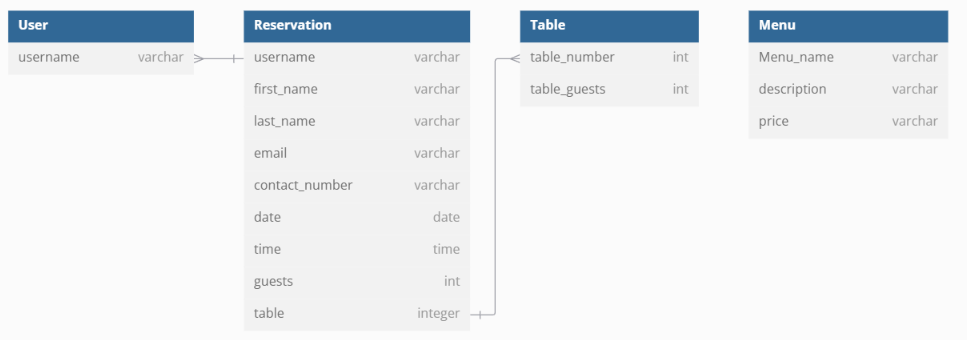 User
username varchar
Reservation
username varchar
first_name varchar
last_name varchar
email varchar
contact_number varchar
date date
time time
guests int
table integer
Table
table_number int
table_guests int
Menu
Menu_name varchar
description varchar
price varchar